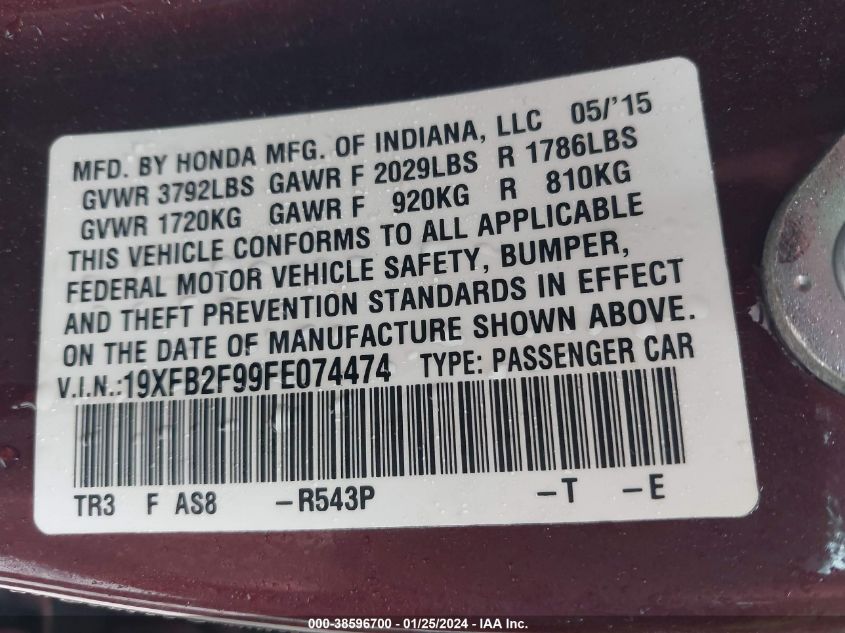 MFD. BY HONDA MFG. OF INDIANA, LLC 05/'15
GVWR 3792LBS GAWR F 2029LBS R 1786LBS
GVWR 1720KG GAWR F 920KG R 810KG
THIS VEHICLE CONFORMS TO ALL APPLICABLE
FEDERAL MOTOR VEHICLE SAFETY, BUMPER,
AND THEFT PREVENTION STANDARDS IN EFFECT
ON THE DATE OF MANUFACTURE SHOWN ABOVE.
V.I.N.:19XFB2F99FE074474 TYPE: PASSENGER CAR
TR3 F AS8 -R543P -T -E
000-38596700 - 01/25/2024 - IAA Inc.